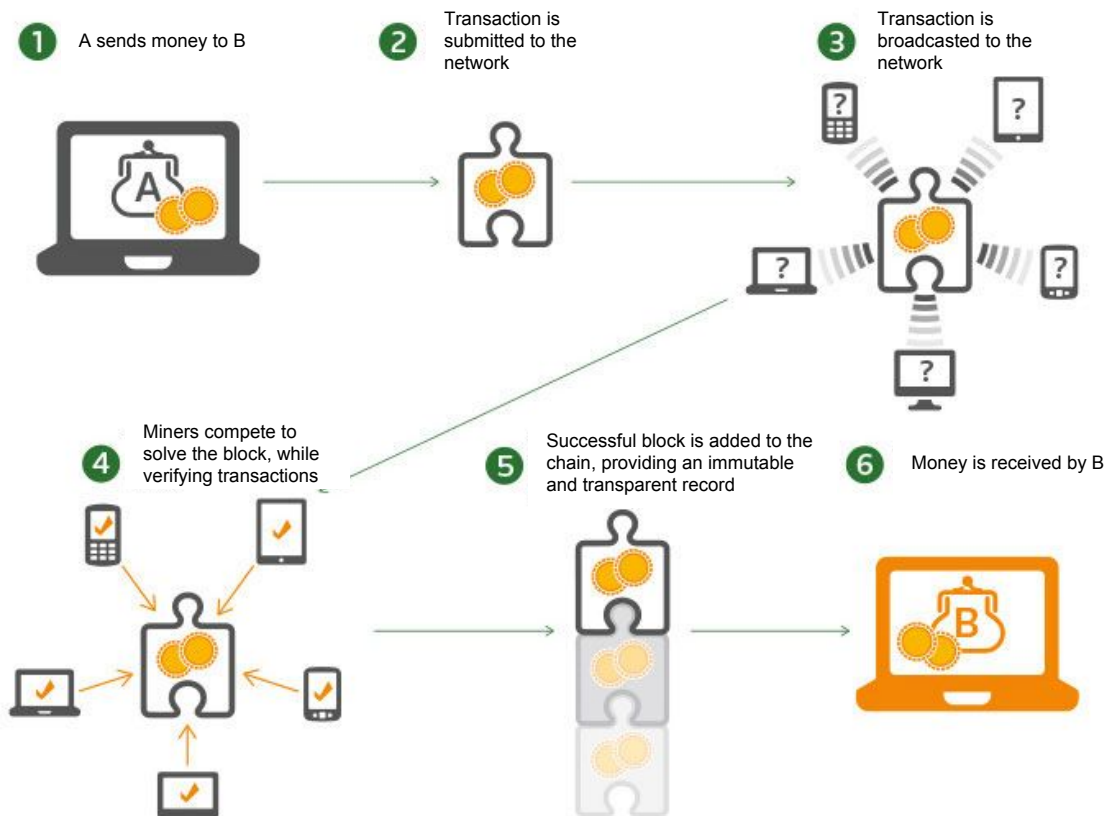 1
A sends money to B
2
Transaction is
submitted to the
network
3
Transaction is
broadcasted to the
network
A
?
?
?
?
?
4
Miners compete to
solve the block, while
verifying transactions
5
Successful block is added to the
chain, providing an immutable
and transparent record
6
Money is received by B
B